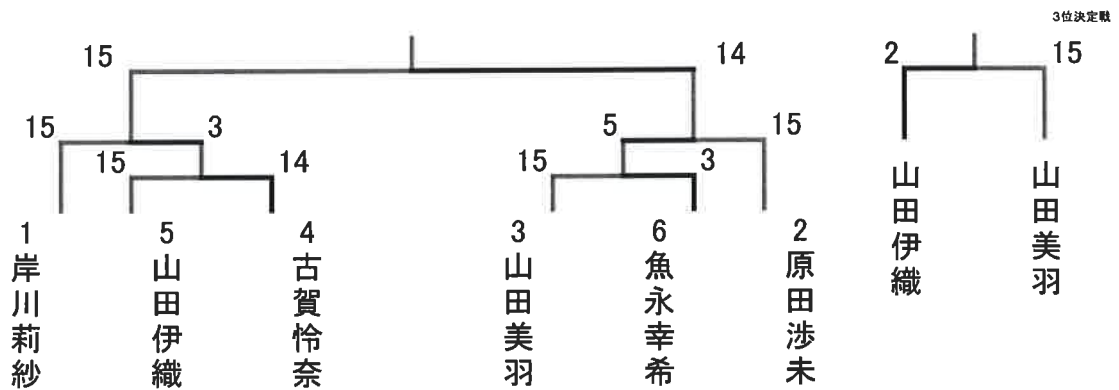 3位決定戦
15 14 2 15
15 3 5 15
15 14 15 3
1 5 4 3 6 2
岸川莉紗
山田伊織
古賀怜奈
山田美羽
魚永幸希
原田渉未
山田伊織
山田美羽